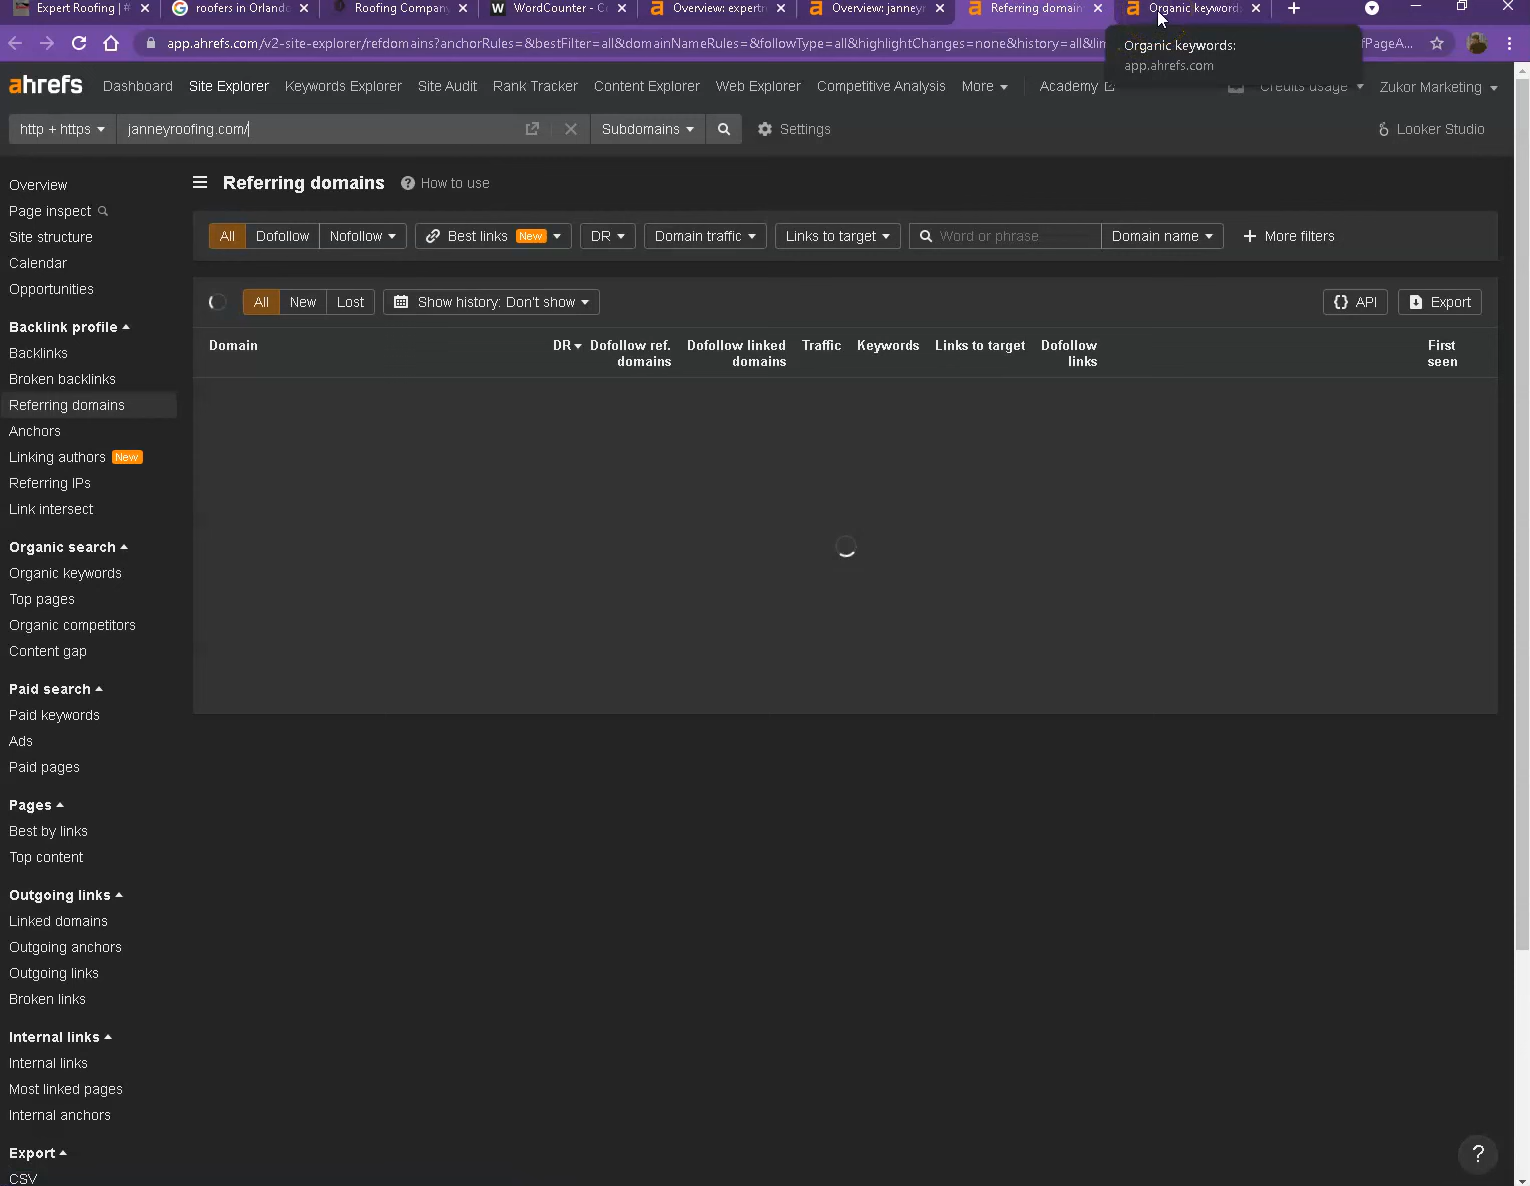 Expert Roofing | #
roofers in Orland
Roofing Company
WordCounter - C
Overview: expertr
Overview: janneyr
Referring domain
Organic keyword
app.ahrefs.com/v2-site-explorer/refdomains?anchorRules=&bestFilter=all&domainNameRules=&followType=all&highlightChanges=none&history=all&lin
fPageA...
Organic keywords:
app.ahrefs.com
ahrefs
Dashboard
Site Explorer
Keywords Explorer
Site Audit
Rank Tracker
Content Explorer
Web Explorer
Competitive Analysis
More
Academy
Credits usage
Zukor Marketing
http + https
janneyroofing.com/
Subdomains
Settings
Looker Studio
Overview
Page inspect
Site structure
Calendar
Opportunities
Backlink profile
Backlinks
Broken backlinks
Referring domains
Anchors
Linking authors New
Referring IPs
Link intersect
Organic search
Organic keywords
Top pages
Organic competitors
Content gap
Paid search
Paid keywords
Ads
Paid pages
Pages
Best by links
Top content
Outgoing links
Linked domains
Outgoing anchors
Outgoing links
Broken links
Internal links
Internal links
Most linked pages
Internal anchors
Export
CSV
Referring domains
? How to use
All
Dofollow
Nofollow
Best links New
DR
Domain traffic
Links to target
Word or phrase
Domain name
+ More filters
All
New
Lost
Show history: Don't show
{} API
Export
Domain
DR
Dofollow ref.
domains
Dofollow linked
domains
Traffic
Keywords
Links to target
Dofollow
links
First
seen
?